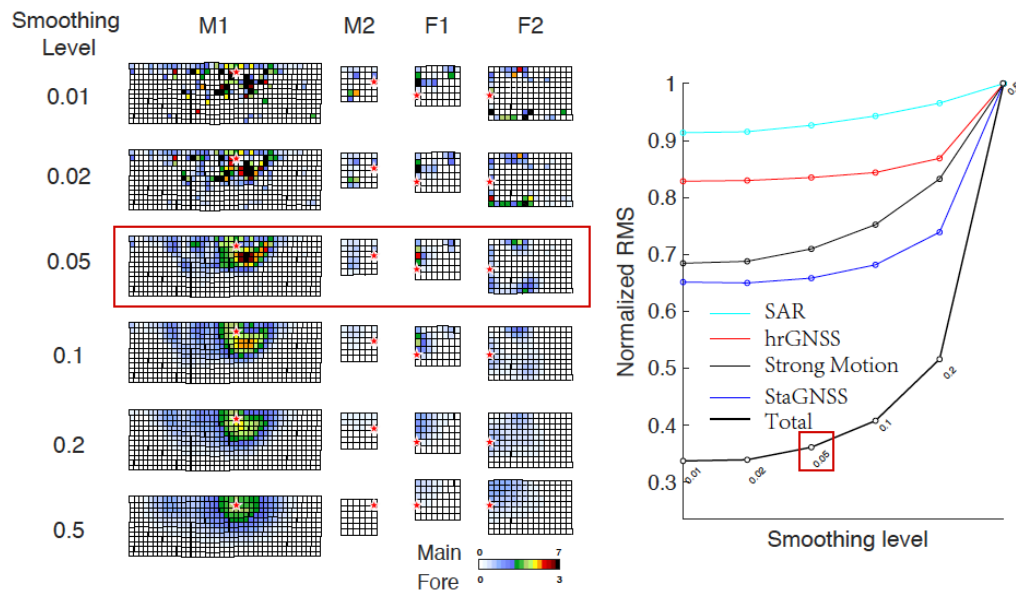 Smoothing
Level
M1
M2
F1
F2
0.01
0.02
0.05
0.1
0.2
0.5
Main
Fore
0
7
0
3
Normalized RMS
1
0.9
0.8
0.7
0.6
0.5
0.4
0.3
SAR
hrGNSS
Strong Motion
StaGNSS
Total
0.01
0.02
0.05
0.1
0.2
Smoothing level